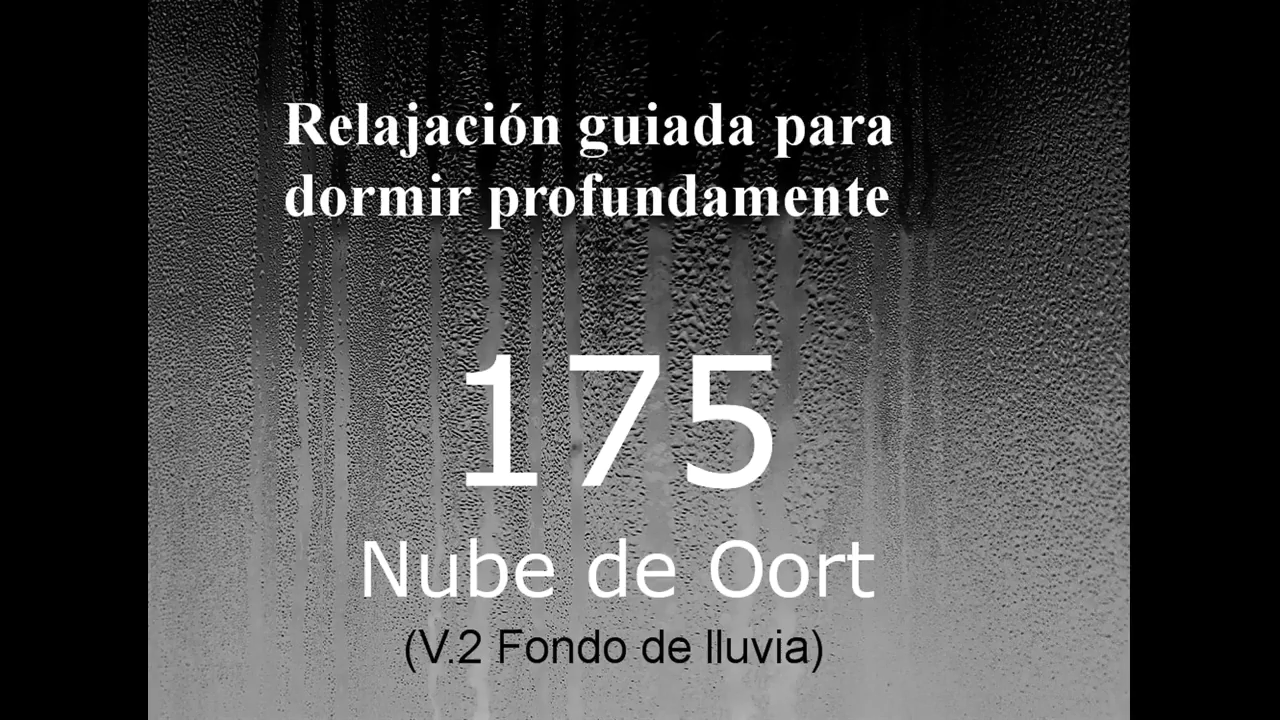 Relajación guiada para
dormir profundamente
175
Nube de Oort
(V.2 Fondo de lluvia)